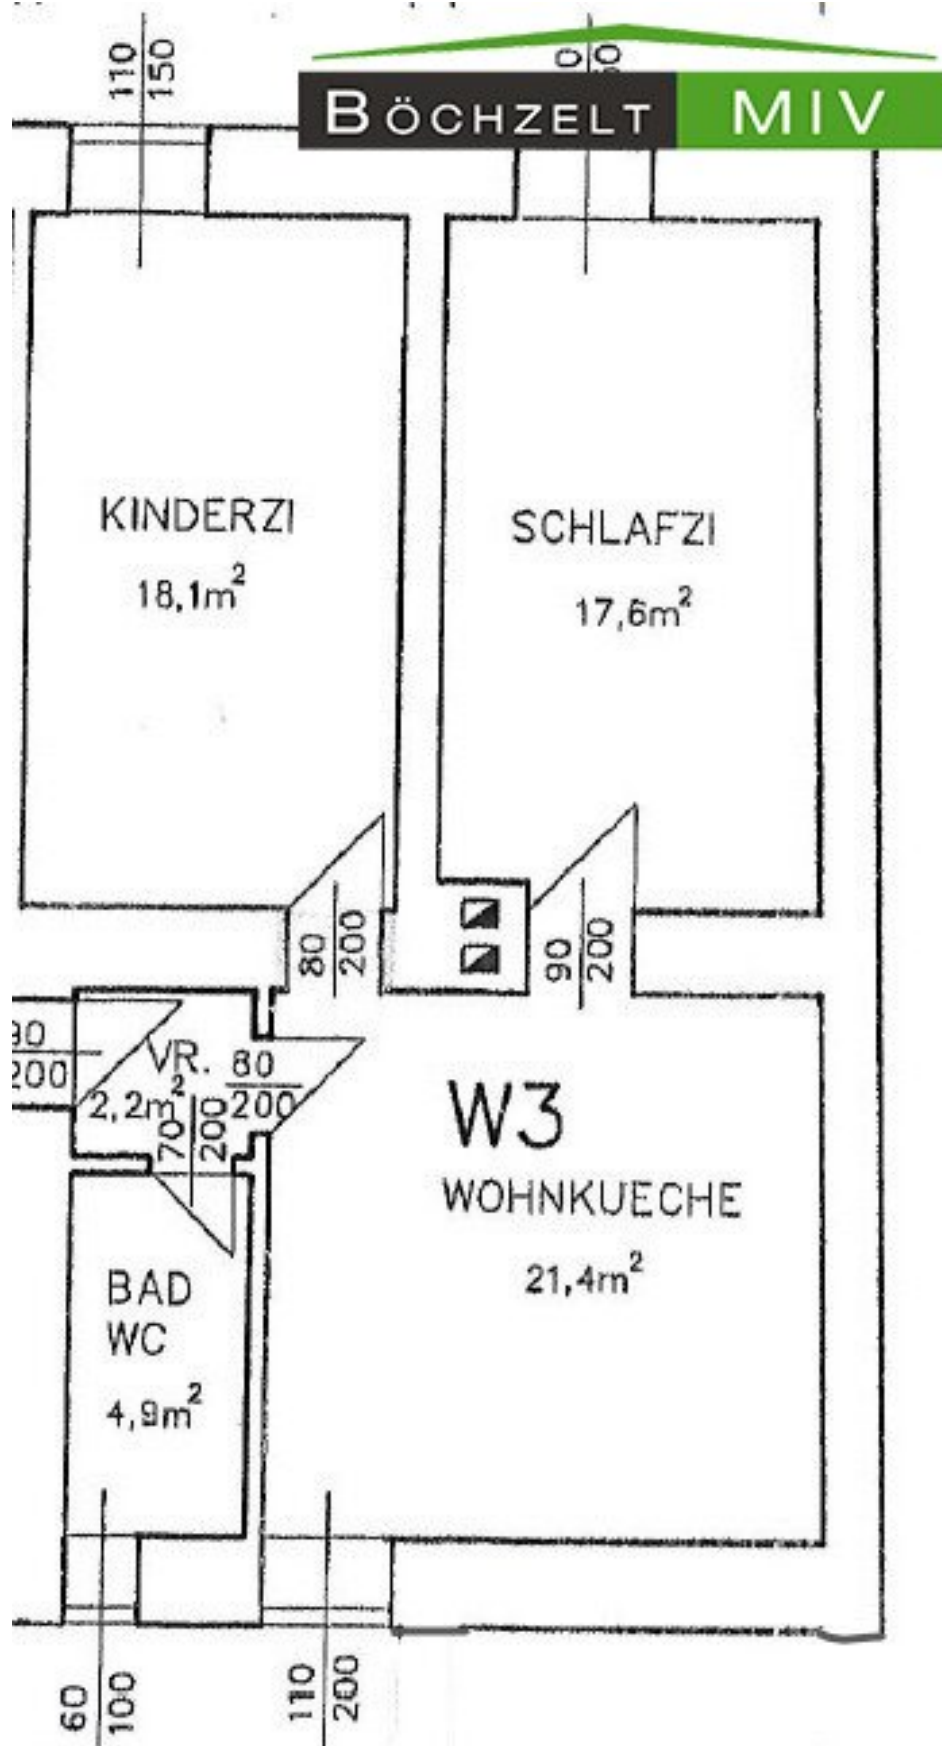 110
150
BÖCHZELT MIV
KINDERZI
18,1m²
SCHLAFZI
17,6m²
80
200
90
200
200
VR.
2,2m²
80
200
70
200
W3
WOHNKUECHE
21,4m²
BAD
WC
4,9m²
60
100
110
200